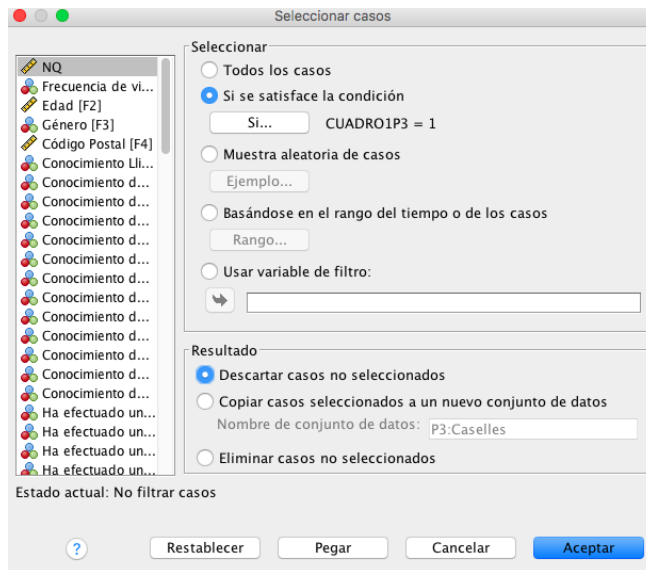 Seleccionar casos
NQ
Frecuencia de vi...
Edad [F2]
Género [F3]
Código Postal [F4]
Conocimiento Lli...
Conocimiento d...
Conocimiento d...
Conocimiento d...
Conocimiento d...
Conocimiento d...
Conocimiento d...
Conocimiento d...
Conocimiento d...
Conocimiento d...
Conocimiento d...
Conocimiento d...
Conocimiento d...
Ha efectuado un...
Ha efectuado un...
Ha efectuado un...
Ha efectuado un...
Seleccionar
Todos los casos
Si se satisface la condición
Si... CUADRO1P3 = 1
Muestra aleatoria de casos
Ejemplo...
Basándose en el rango del tiempo o de los casos
Rango...
Usar variable de filtro:
Resultado
Descartar casos no seleccionados
Copiar casos seleccionados a un nuevo conjunto de datos
Nombre de conjunto de datos: P3:Caselles
Eliminar casos no seleccionados
Estado actual: No filtrar casos
? Restablecer Pegar Cancelar Aceptar